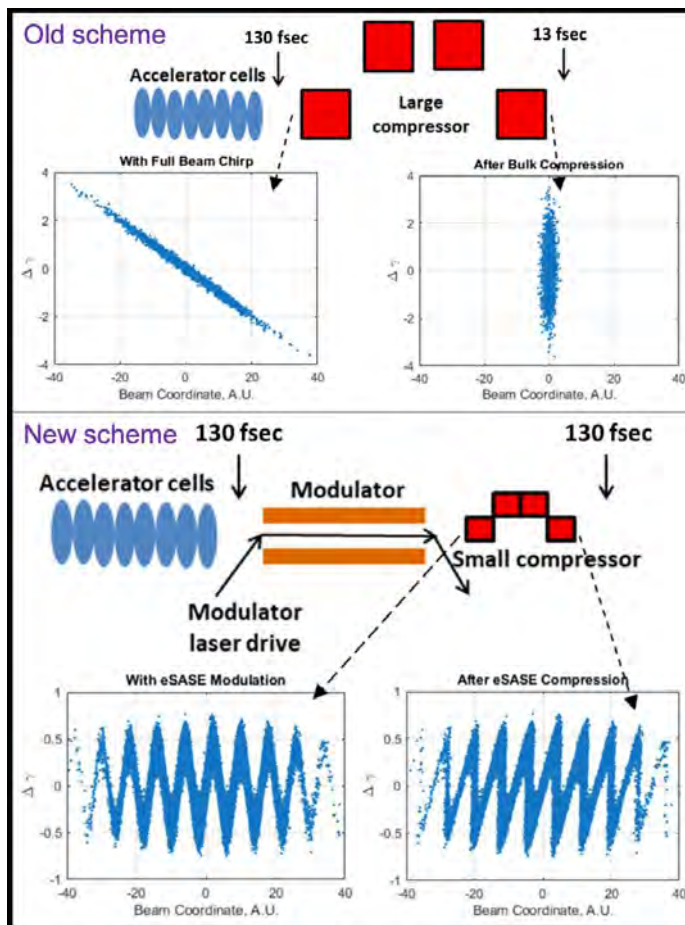 Old scheme
130 fsec
13 fsec
Accelerator cells
Large
compressor
With Full Beam Chirp
After Bulk Compression
4
2
0
-2
-4
Δ γ
-40
-20
0
20
40
Beam Coordinate, A.U.
4
2
0
-2
-4
Δ γ
-40
-20
0
20
40
Beam Coordinate, A.U.
New scheme
130 fsec
130 fsec
Accelerator cells
Modulator
Small compressor
Modulator
laser drive
With eSASE Modulation
After eSASE Compression
1
0.5
0
-0.5
-1
Δ γ
-40
-20
0
20
40
Beam Coordinate, A.U.
1
0.5
0
-0.5
-1
Δ γ
-40
-20
0
20
40
Beam Coordinate, A.U.